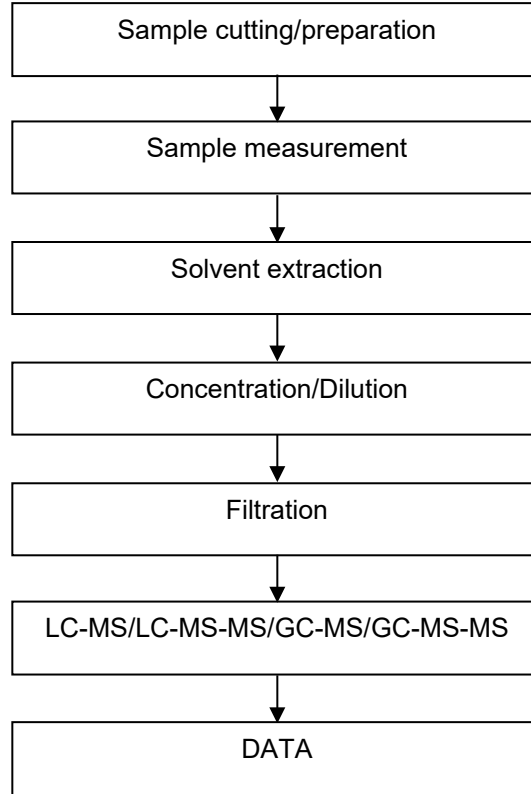 Sample cutting/preparation
Sample measurement
Solvent extraction
Concentration/Dilution
Filtration
LC-MS/LC-MS-MS/GC-MS/GC-MS-MS
DATA